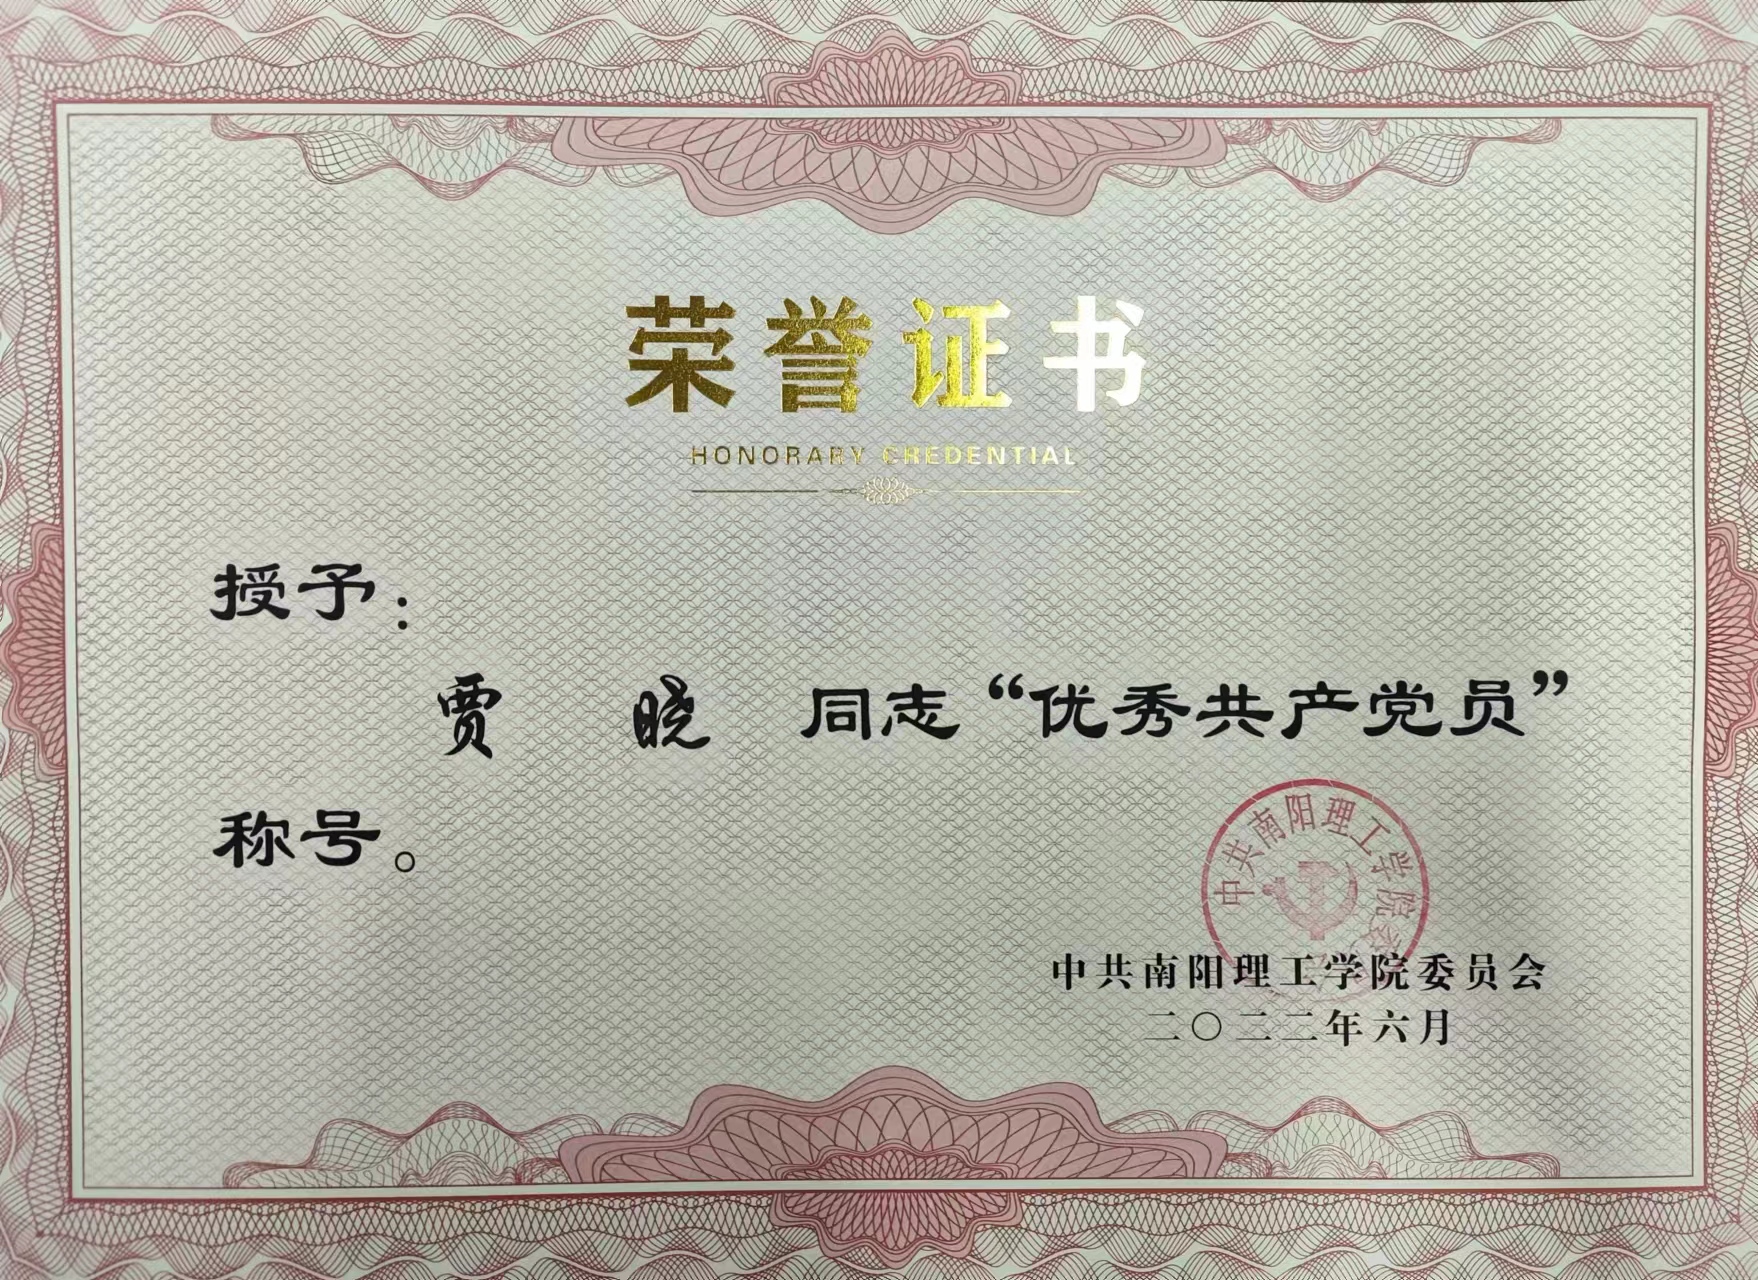 荣誉证书
HONORARY CREDENTIAL
授予：
贾 晓 同志“优秀共产党员”
称号。
中共南阳理工学院委员会
二〇二二年六月
中共南阳理工学院委员会